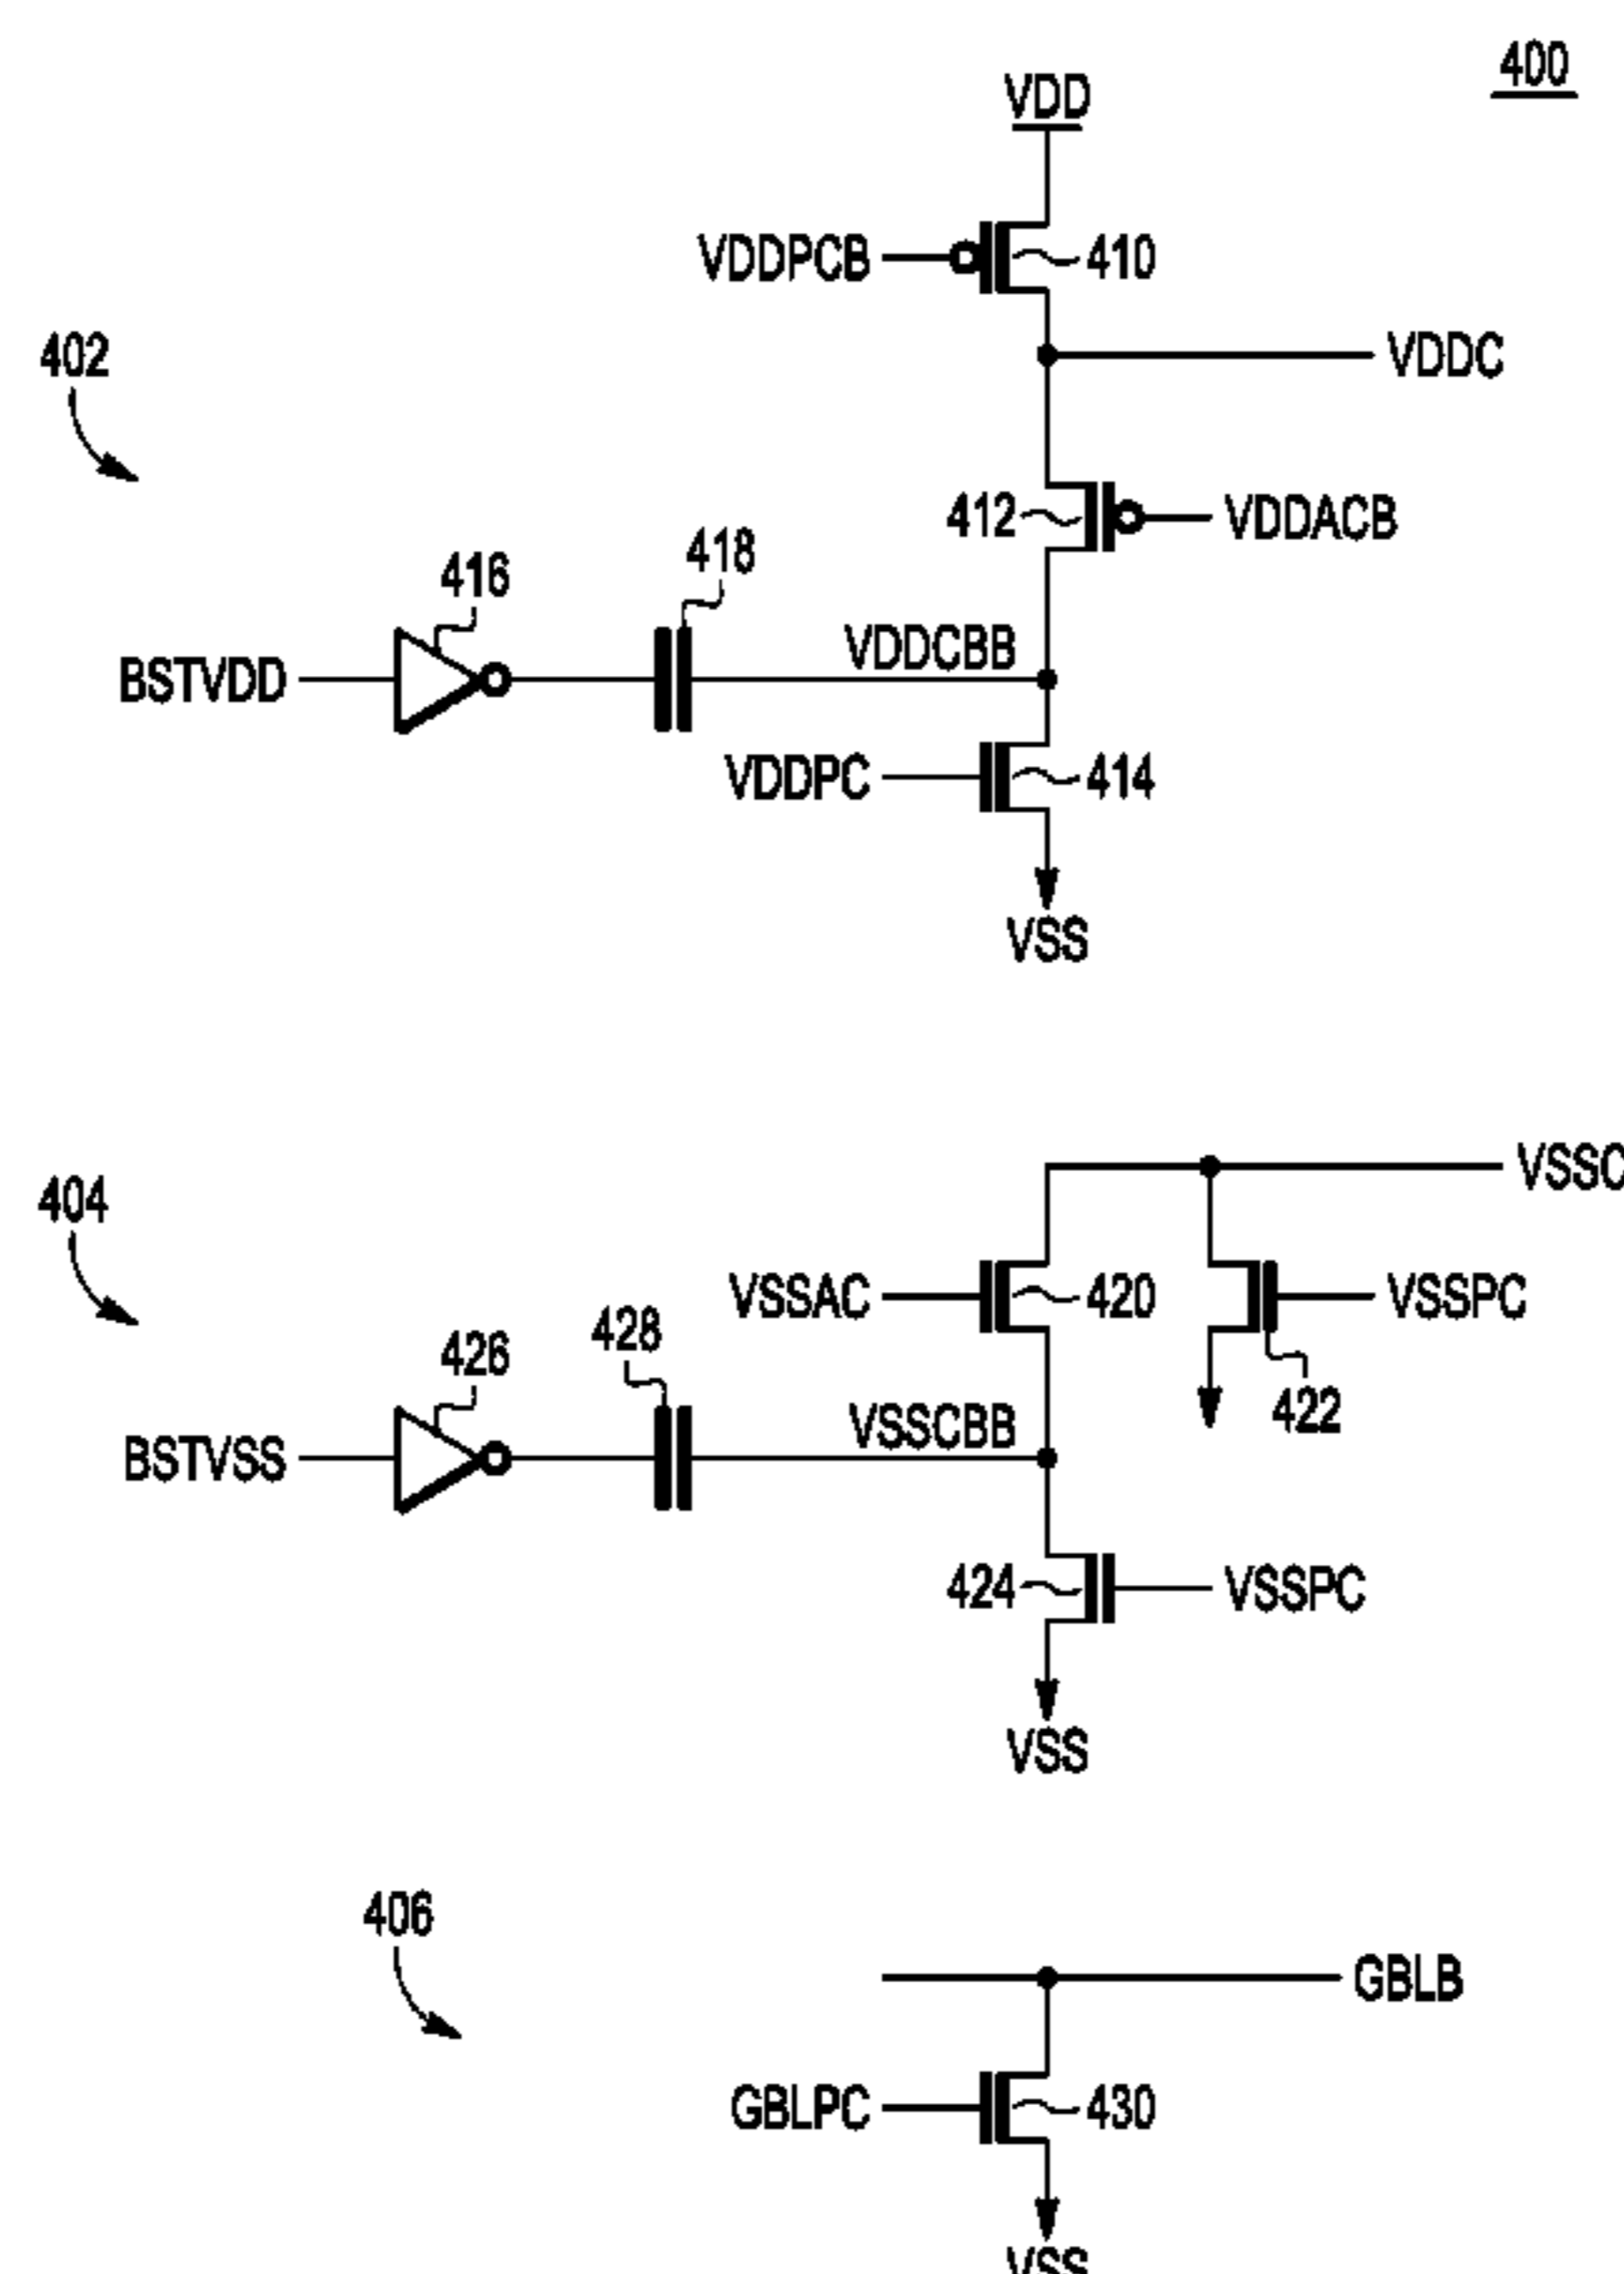 400
VDD
VDDPCB
410
402
VDDC
412
VDDACB
416
418
VDDCBB
BSTVDD
VDDPC
414
VSS
VSSC
404
VSSAC
420
VSSPC
426
428
422
VSSCBB
BSTVSS
424
VSSPC
VSS
406
GBLB
GBLPC
430
VSS